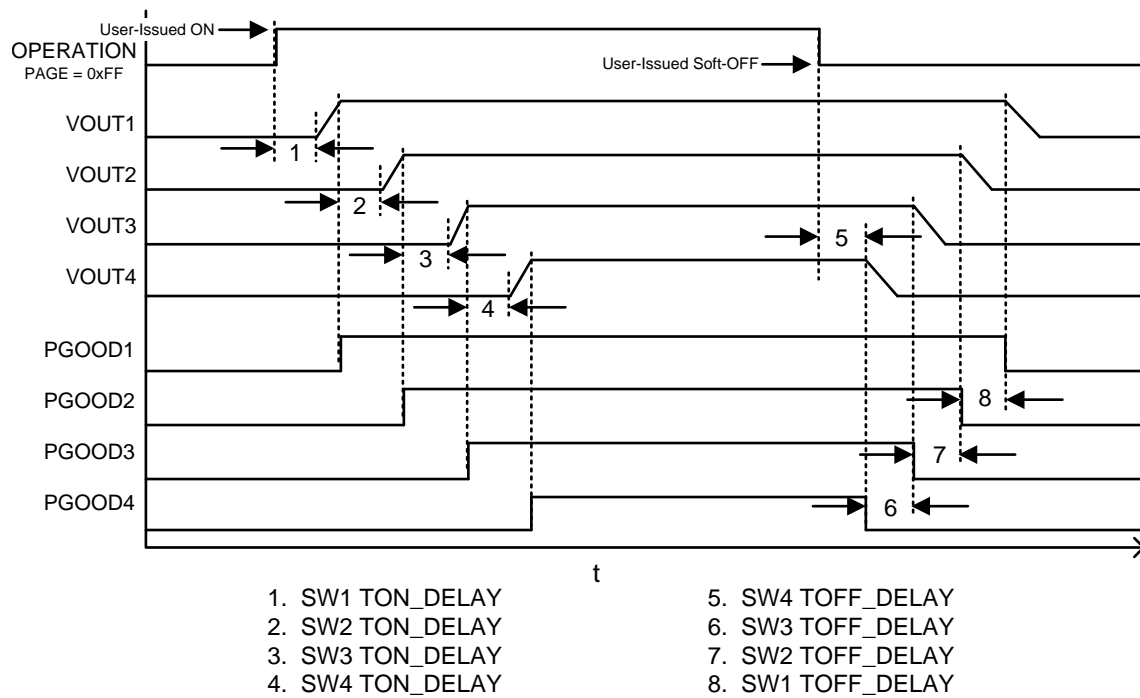 User-Issued ON
OPERATION
PAGE = 0xFF
User-Issued Soft-OFF
VOUT1
1
VOUT2
2
VOUT3
3
5
VOUT4
4
PGOOD1
PGOOD2
8
PGOOD3
7
PGOOD4
6
t
1. SW1 TON_DELAY
2. SW2 TON_DELAY
3. SW3 TON_DELAY
4. SW4 TON_DELAY
5. SW4 TOFF_DELAY
6. SW3 TOFF_DELAY
7. SW2 TOFF_DELAY
8. SW1 TOFF_DELAY